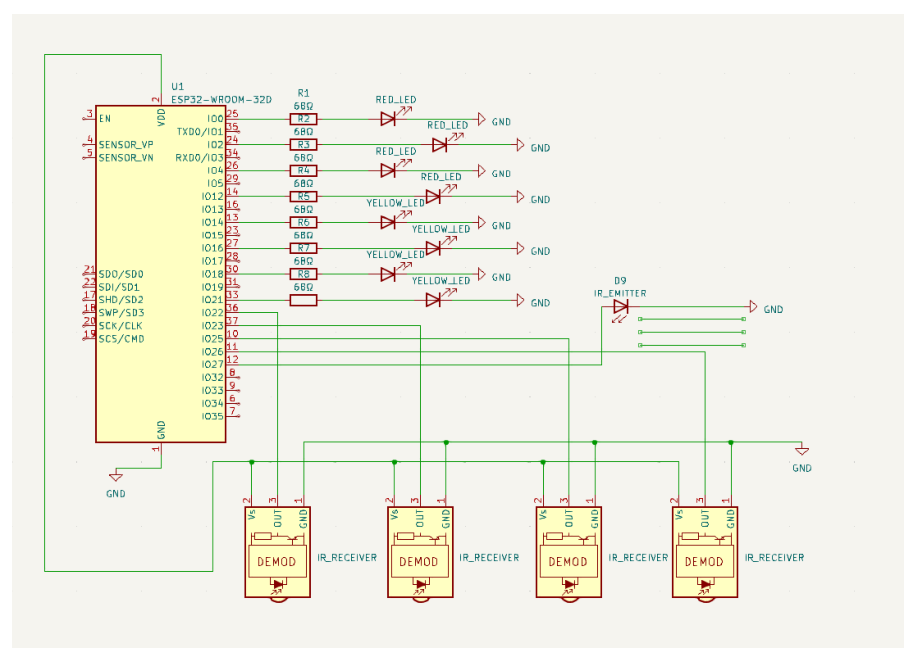 U1
ESP32-WROOM-32D
2
VDD
3
EN
4
SENSOR_VP
5
SENSOR_VN
21
SDO/SD0
22
SDI/SD1
17
SHD/SD2
18
SWP/SD3
20
SCK/CLK
19
SCS/CMD
IO0
25
TXD0/IO1
35
IO2
24
RXD0/IO3
34
IO4
26
IO5
29
IO12
14
IO13
16
IO14
13
IO15
23
IO16
27
IO17
28
IO18
30
IO19
31
IO21
33
IO22
36
IO23
37
IO25
10
IO26
11
IO27
12
IO32
8
IO33
9
IO34
6
IO35
7
GND
1
GND
R1
68Ω
R2
68Ω
R3
68Ω
R4
68Ω
R5
68Ω
R6
68Ω
R7
68Ω
R8
68Ω
RED_LED
GND
RED_LED
GND
RED_LED
GND
RED_LED
GND
YELLOW_LED
GND
YELLOW_LED
GND
YELLOW_LED
GND
YELLOW_LED
GND
D9
IR_EMITTER
GND
GND
2
3
1
Vs
OUT
GND
DEMOD
IR_RECEIVER
2
3
1
Vs
OUT
GND
DEMOD
IR_RECEIVER
2
3
1
Vs
OUT
GND
DEMOD
IR_RECEIVER
2
3
1
Vs
OUT
GND
DEMOD
IR_RECEIVER